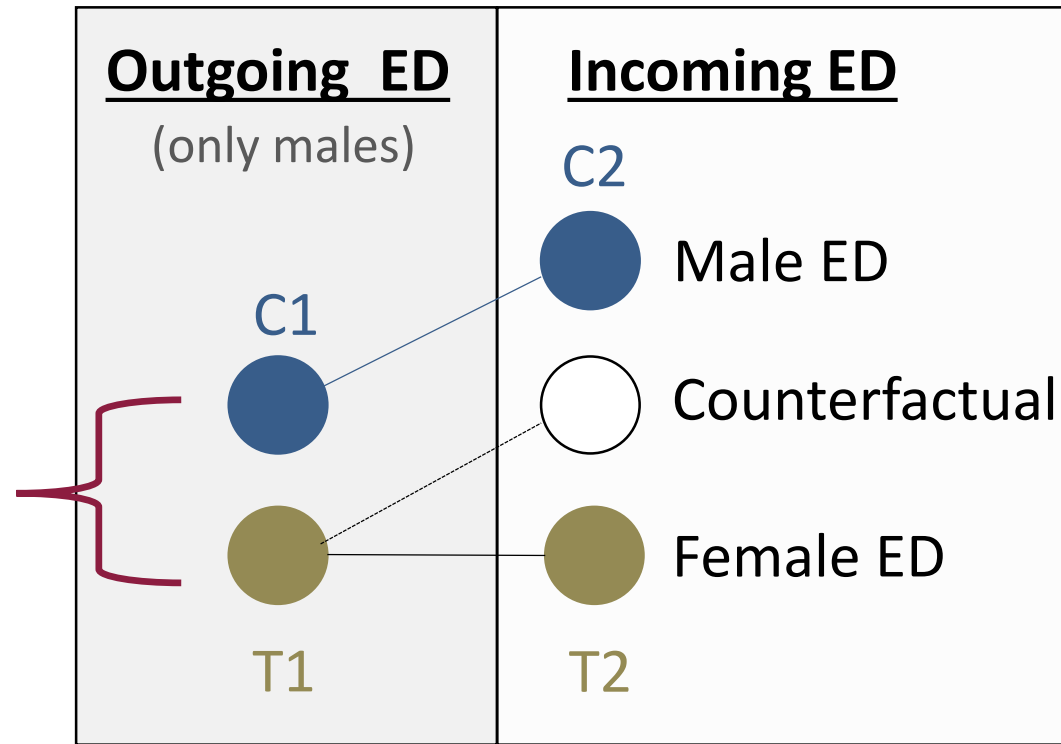 Outgoing ED
(only males)
C1
T1
Incoming ED
C2
Male ED
Counterfactual
Female ED
T2